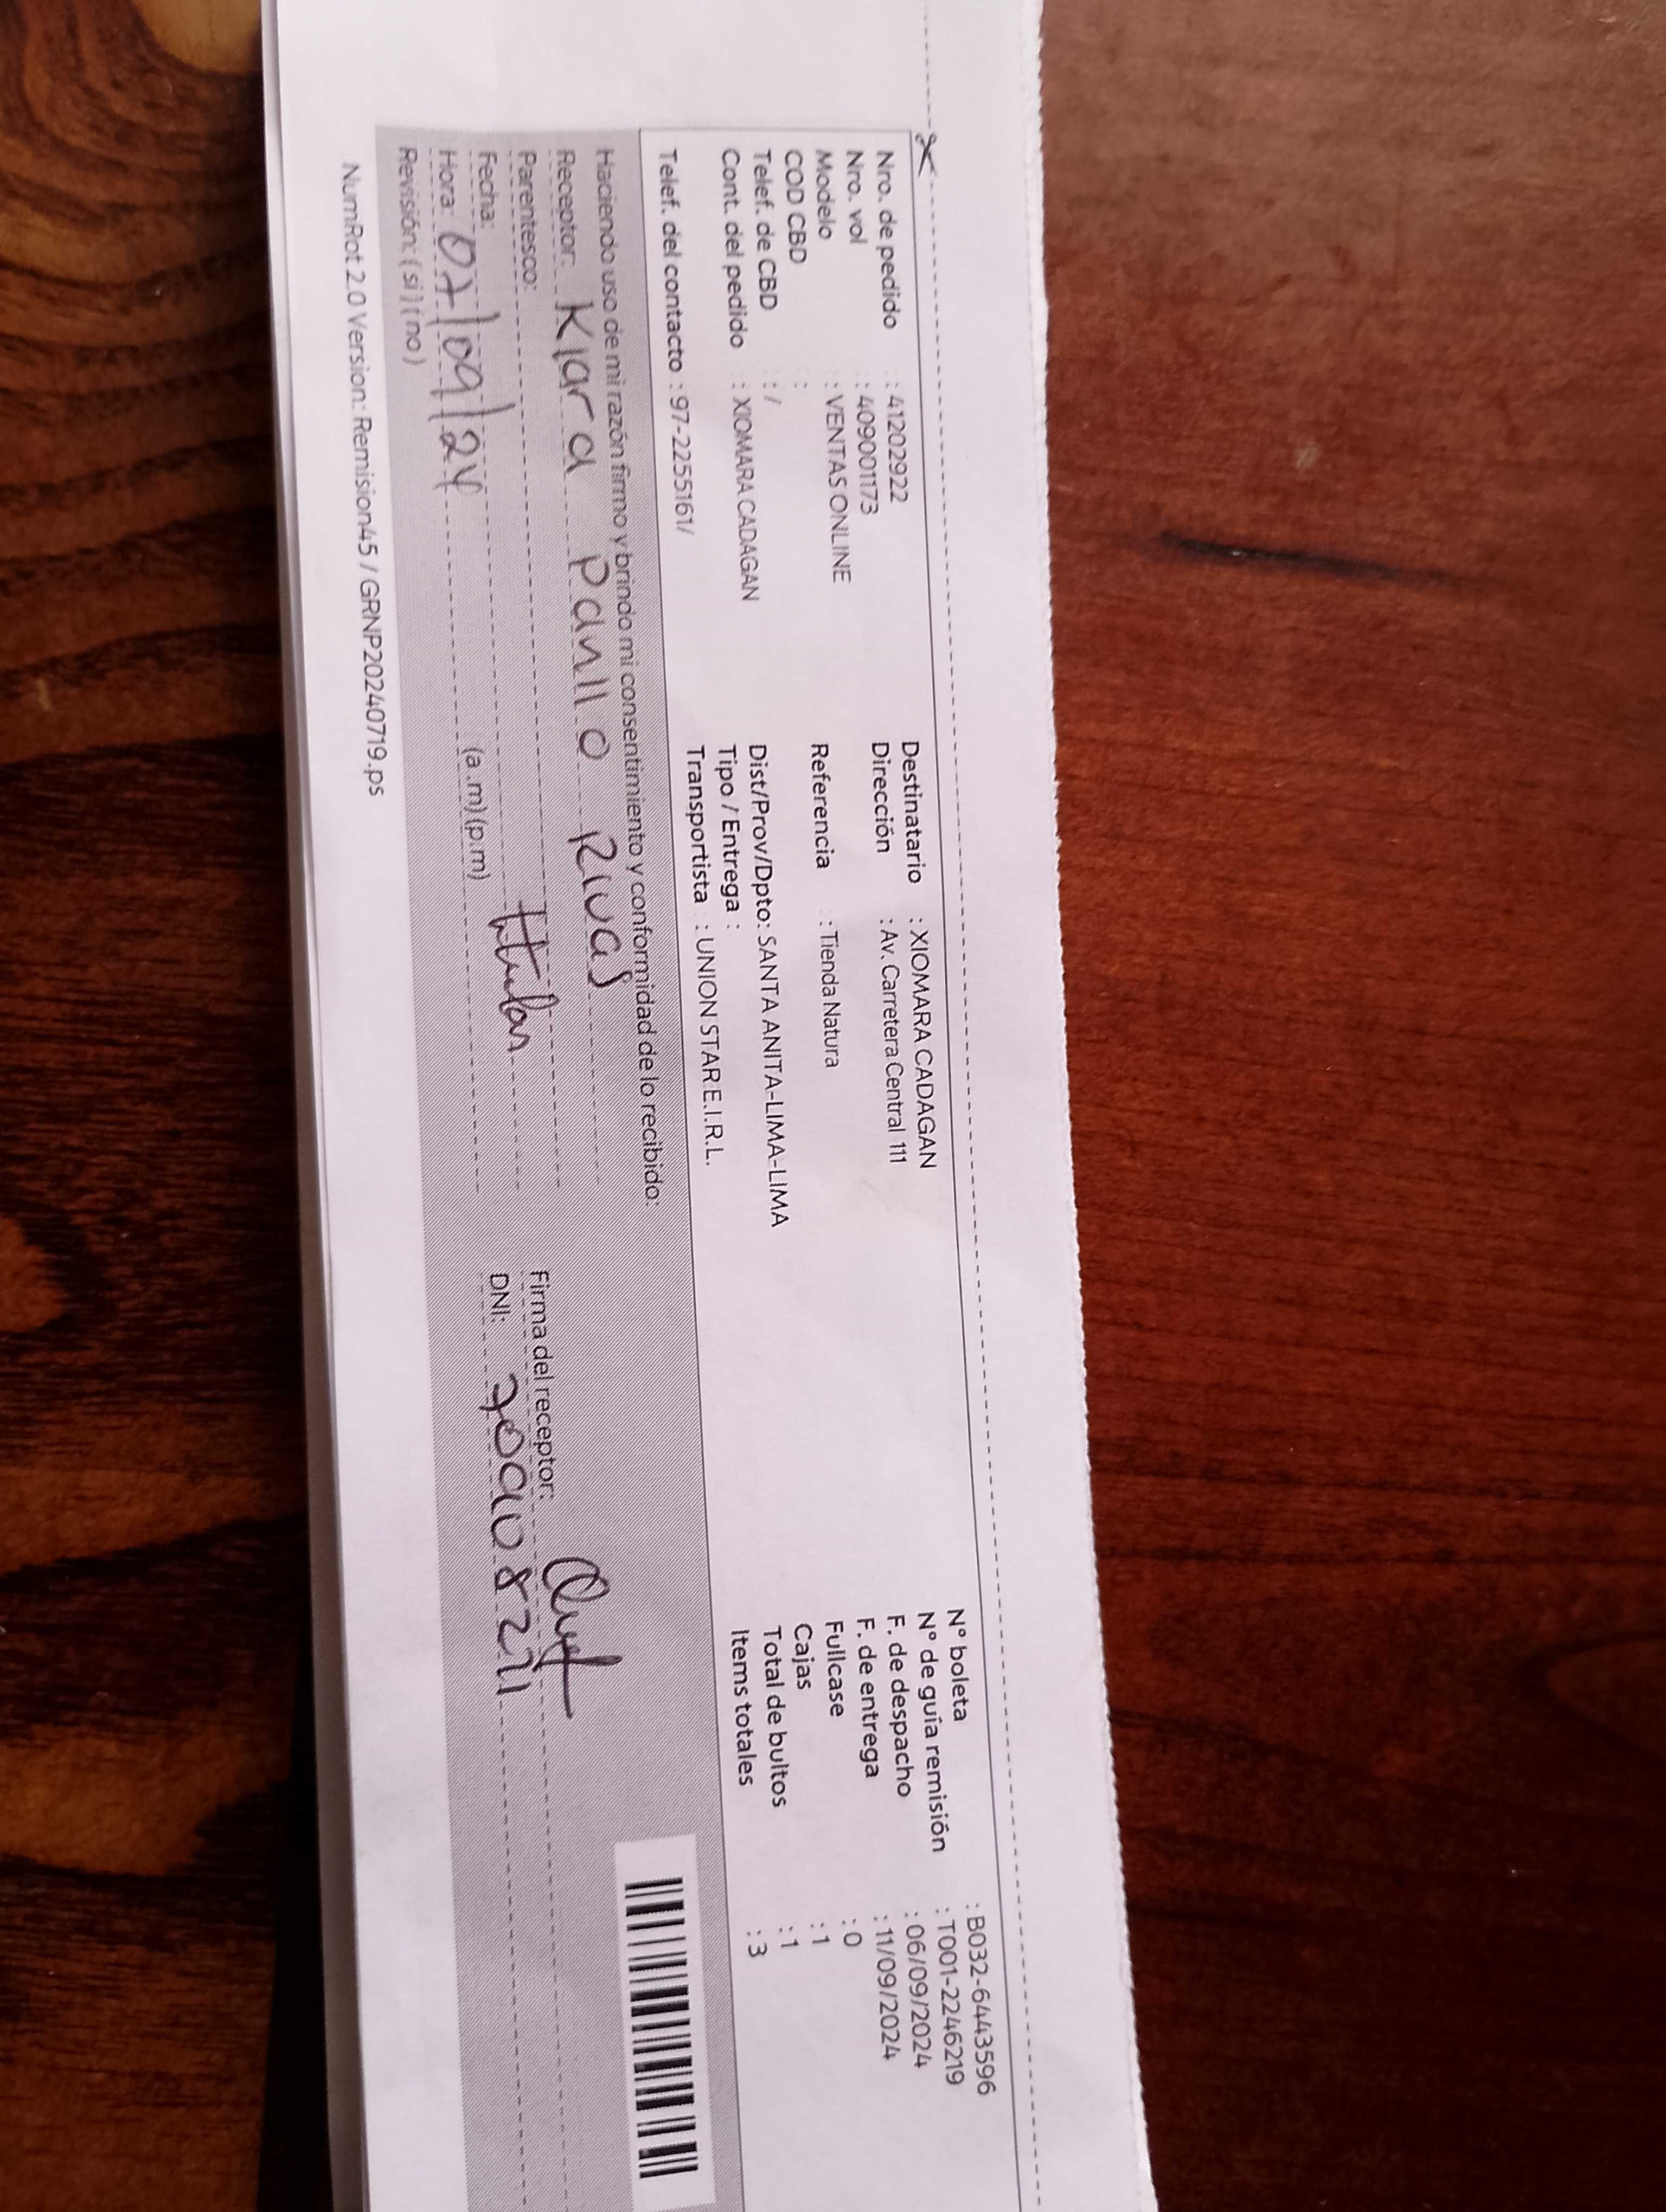 Nro. de pedido : : 41202922
Nro. vol : : 409001173
Modelo : : VENTAS ONLINE
COD CBD :
Telef. de CBD : : /
Cont. del pedido : : XIOMARA CADAGAN
Telef. del contacto : 97-2255161/
Destinatario : XIOMARA CADAGAN
Dirección : Av. Carretera Central 111
Referencia : : Tienda Natura
Dist/Prov/Dpto: SANTA ANITA-LIMA-LIMA
Tipo / Entrega :
Transportista : : UNION STAR E.I.R.L.
N° boleta : B032-6443596
N° de guía remisión : T001-2246219
F. de despacho : 06/09/2024
F. de entrega : 11/09/2024
Fullcase : 0
Cajas : 1
Total de bultos : 1
Items totales : 3
Haciendo uso de mi razón firmo y brindo mi consentimiento y conformidad de lo recibido:
Receptor: Kiara Rivas
Parentesco: titular
Fecha:
Hora: 07/09/24 (a.m) (p.m)
Revisión: ( si ) ( no )
Firma del receptor:
DNI:
NumRot 2.0 Version: Remision45 / GRNP20240719.ps